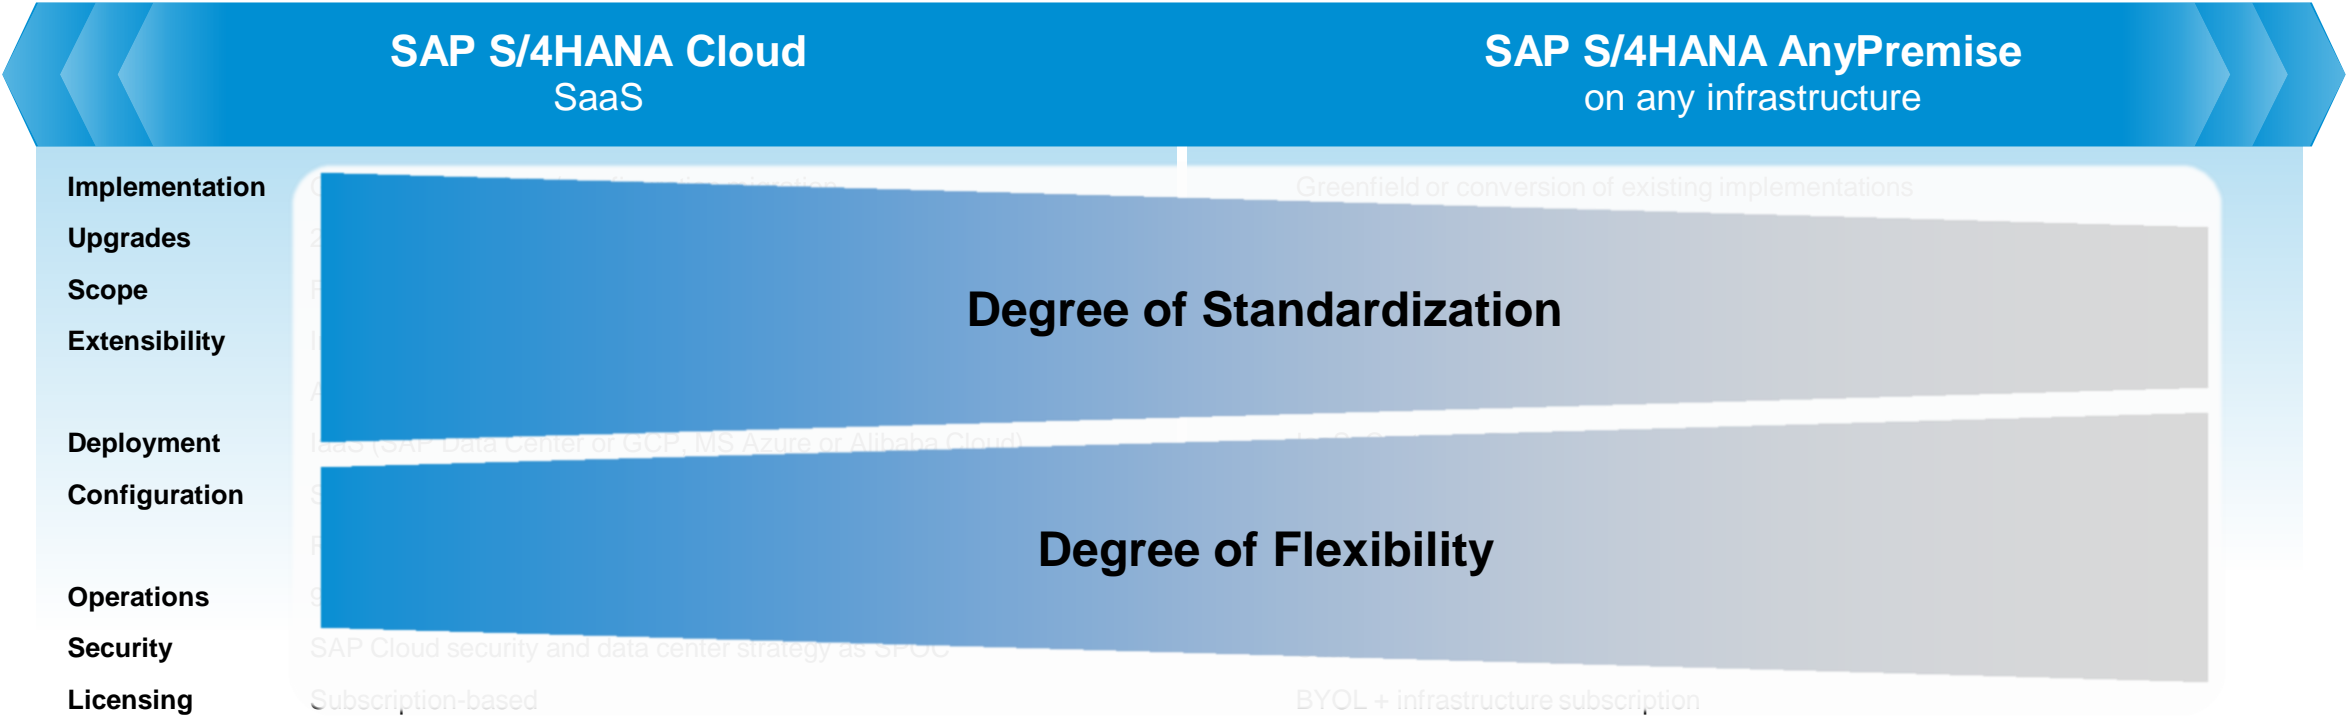 SAP S/4HANA Cloud
SaaS
SAP S/4HANA AnyPremise
on any infrastructure
Implementation
Greenfield or conversion of existing implementations
Upgrades
Scope
Extensibility
Degree of Standardization
Deployment
IaaS (SAP Data Center or GCP, MS Azure or Alibaba Cloud)
Configuration
Degree of Flexibility
Operations
Security
SAP Cloud security and data center strategy as SPOC
Licensing
Subscription-based
BYOL + infrastructure subscription